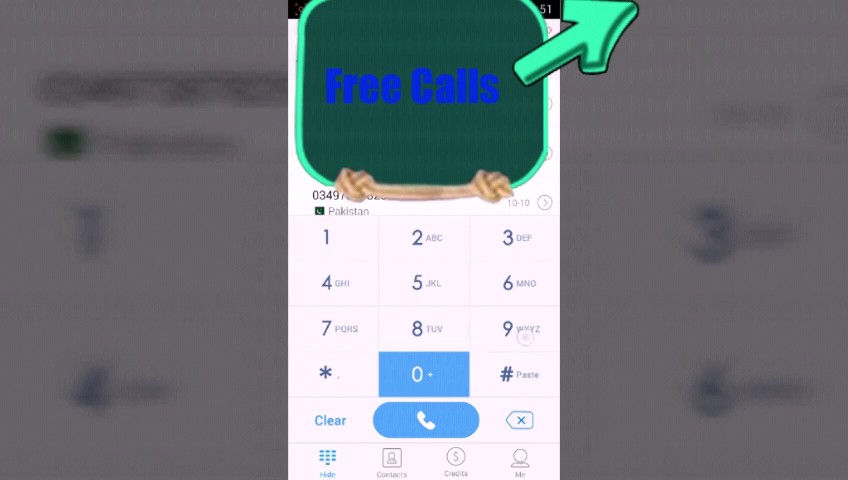 51
Free Calls
10-10
Pakistan
1
2 ABC
3 DEF
4 GHI
5 JKL
6 MNO
7 PQRS
8 TUV
9 WXYZ
* ,
0 +
# Paste
Clear
Hide
Contacts
Credits
Me